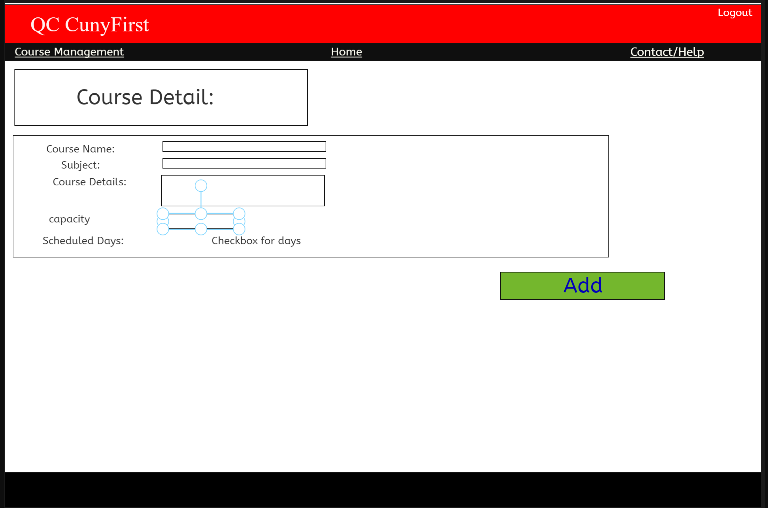 Logout
QC CunyFirst
Course Management Home Contact/Help
Course Detail:
Course Name:
Subject:
Course Details:
capacity
Scheduled Days: Checkbox for days
Add